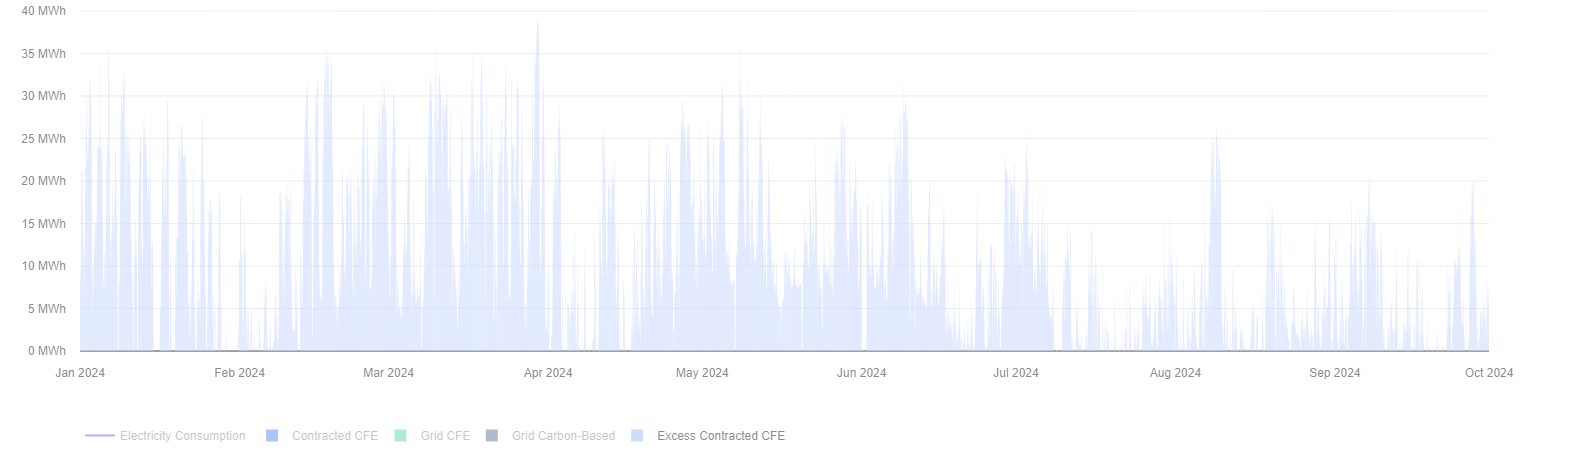 40 MWh
35 MWh
30 MWh
25 MWh
20 MWh
15 MWh
10 MWh
5 MWh
0 MWh
Jan 2024 Feb 2024 Mar 2024 Apr 2024 May 2024 Jun 2024 Jul 2024 Aug 2024 Sep 2024 Oct 2024
Electricity Consumption Contracted CFE Grid CFE Grid Carbon-Based Excess Contracted CFE